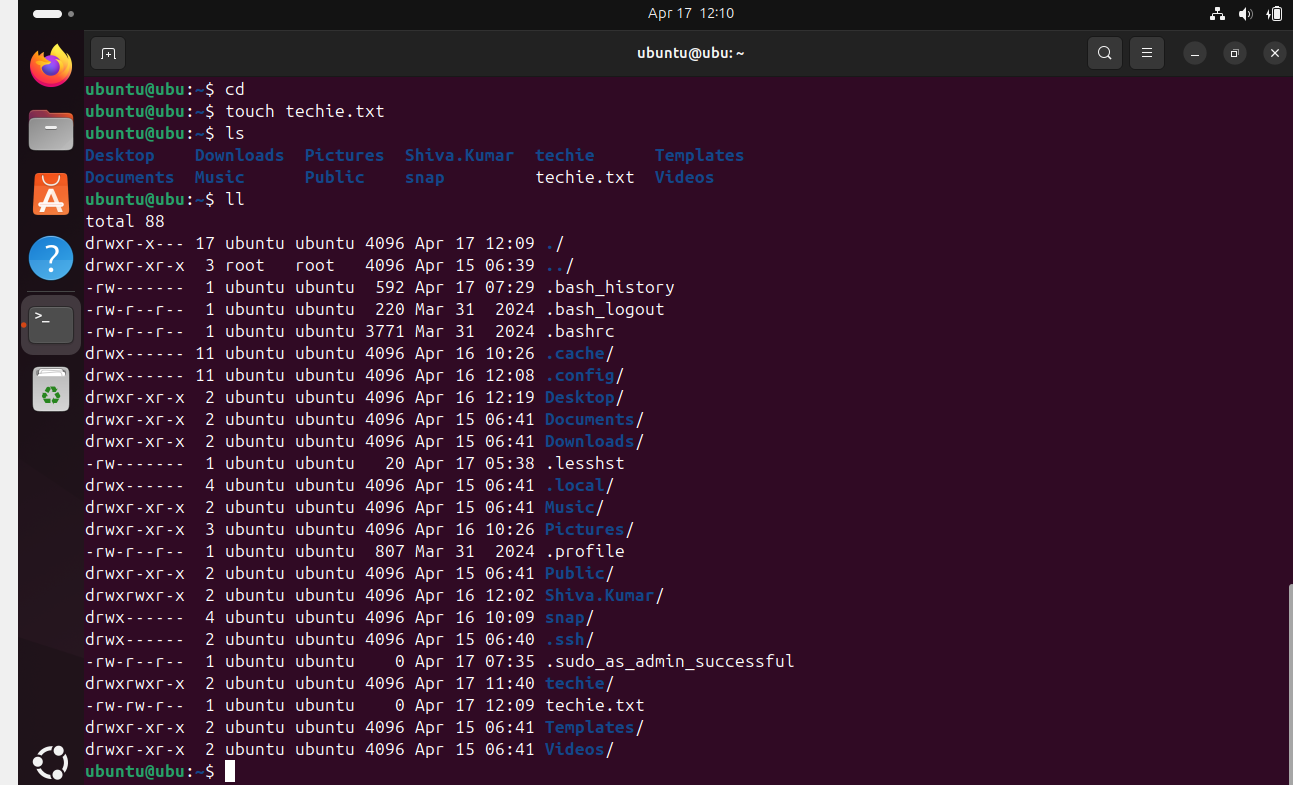 Apr 17 12:10
ubuntu@ubu: ~
ubuntu@ubu:~$ cd
ubuntu@ubu:~$ touch techie.txt
ubuntu@ubu:~$ ls
Desktop    Downloads  Pictures  Shiva.Kumar  techie      Templates
Documents  Music      Public    snap         techie.txt  Videos
ubuntu@ubu:~$ ll
total 88
drwxr-x--- 17 ubuntu ubuntu 4096 Apr 17 12:09 ./
drwxr-xr-x  3 root   root   4096 Apr 15 06:39 ../
-rw-------  1 ubuntu ubuntu  592 Apr 17 07:29 .bash_history
-rw-r--r--  1 ubuntu ubuntu  220 Mar 31  2024 .bash_logout
-rw-r--r--  1 ubuntu ubuntu 3771 Mar 31  2024 .bashrc
drwx------ 11 ubuntu ubuntu 4096 Apr 16 10:26 .cache/
drwx------ 11 ubuntu ubuntu 4096 Apr 16 12:08 .config/
drwxr-xr-x  2 ubuntu ubuntu 4096 Apr 16 12:19 Desktop/
drwxr-xr-x  2 ubuntu ubuntu 4096 Apr 15 06:41 Documents/
drwxr-xr-x  2 ubuntu ubuntu 4096 Apr 15 06:41 Downloads/
-rw-------  1 ubuntu ubuntu   20 Apr 17 05:38 .lesshst
drwx------  4 ubuntu ubuntu 4096 Apr 15 06:41 .local/
drwxr-xr-x  2 ubuntu ubuntu 4096 Apr 15 06:41 Music/
drwxr-xr-x  3 ubuntu ubuntu 4096 Apr 16 10:26 Pictures/
-rw-r--r--  1 ubuntu ubuntu  807 Mar 31  2024 .profile
drwxr-xr-x  2 ubuntu ubuntu 4096 Apr 15 06:41 Public/
drwxrwxr-x  2 ubuntu ubuntu 4096 Apr 16 12:02 Shiva.Kumar/
drwx------  4 ubuntu ubuntu 4096 Apr 16 10:09 snap/
drwx------  2 ubuntu ubuntu 4096 Apr 15 06:40 .ssh/
-rw-r--r--  1 ubuntu ubuntu    0 Apr 17 07:35 .sudo_as_admin_successful
drwxrwxr-x  2 ubuntu ubuntu 4096 Apr 17 11:40 techie/
-rw-rw-r--  1 ubuntu ubuntu    0 Apr 17 12:09 techie.txt
drwxr-xr-x  2 ubuntu ubuntu 4096 Apr 15 06:41 Templates/
drwxr-xr-x  2 ubuntu ubuntu 4096 Apr 15 06:41 Videos/
ubuntu@ubu:~$